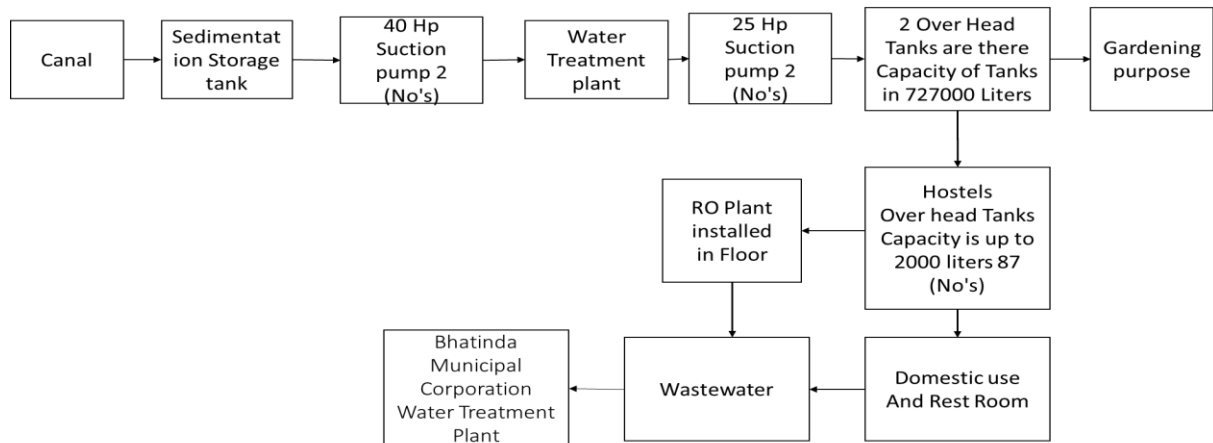 Canal
Sedimentat
ion Storage
tank
40 Hp
Suction
pump 2
(No's)
Water
Treatment
plant
25 Hp
Suction
pump 2
(No's)
2 Over Head
Tanks are there
Capacity of Tanks
in 727000 Liters
Gardening
purpose
RO Plant
installed
in Floor
Hostels
Over head Tanks
Capacity is up to
2000 liters 87
(No's)
Bhatinda
Municipal
Corporation
Water Treatment
Plant
Wastewater
Domestic use
And Rest Room